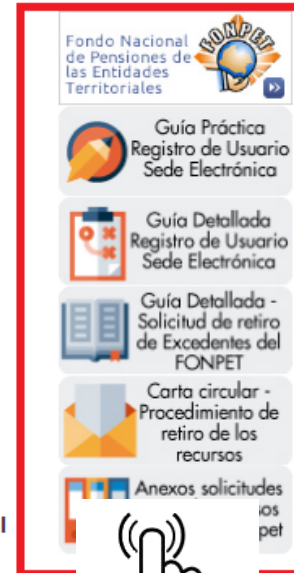 Fondo Nacional
de Pensiones de
las Entidades
Territoriales
FONPET
Guía Práctica
Registro de Usuario
Sede Electrónica
Guía Detallada
Registro de Usuario
Sede Electrónica
Guía Detallada -
Solicitud de retiro
de Excedentes del
FONPET
Carta circular -
Procedimiento de
retiro de los
recursos
Anexos solicitudes